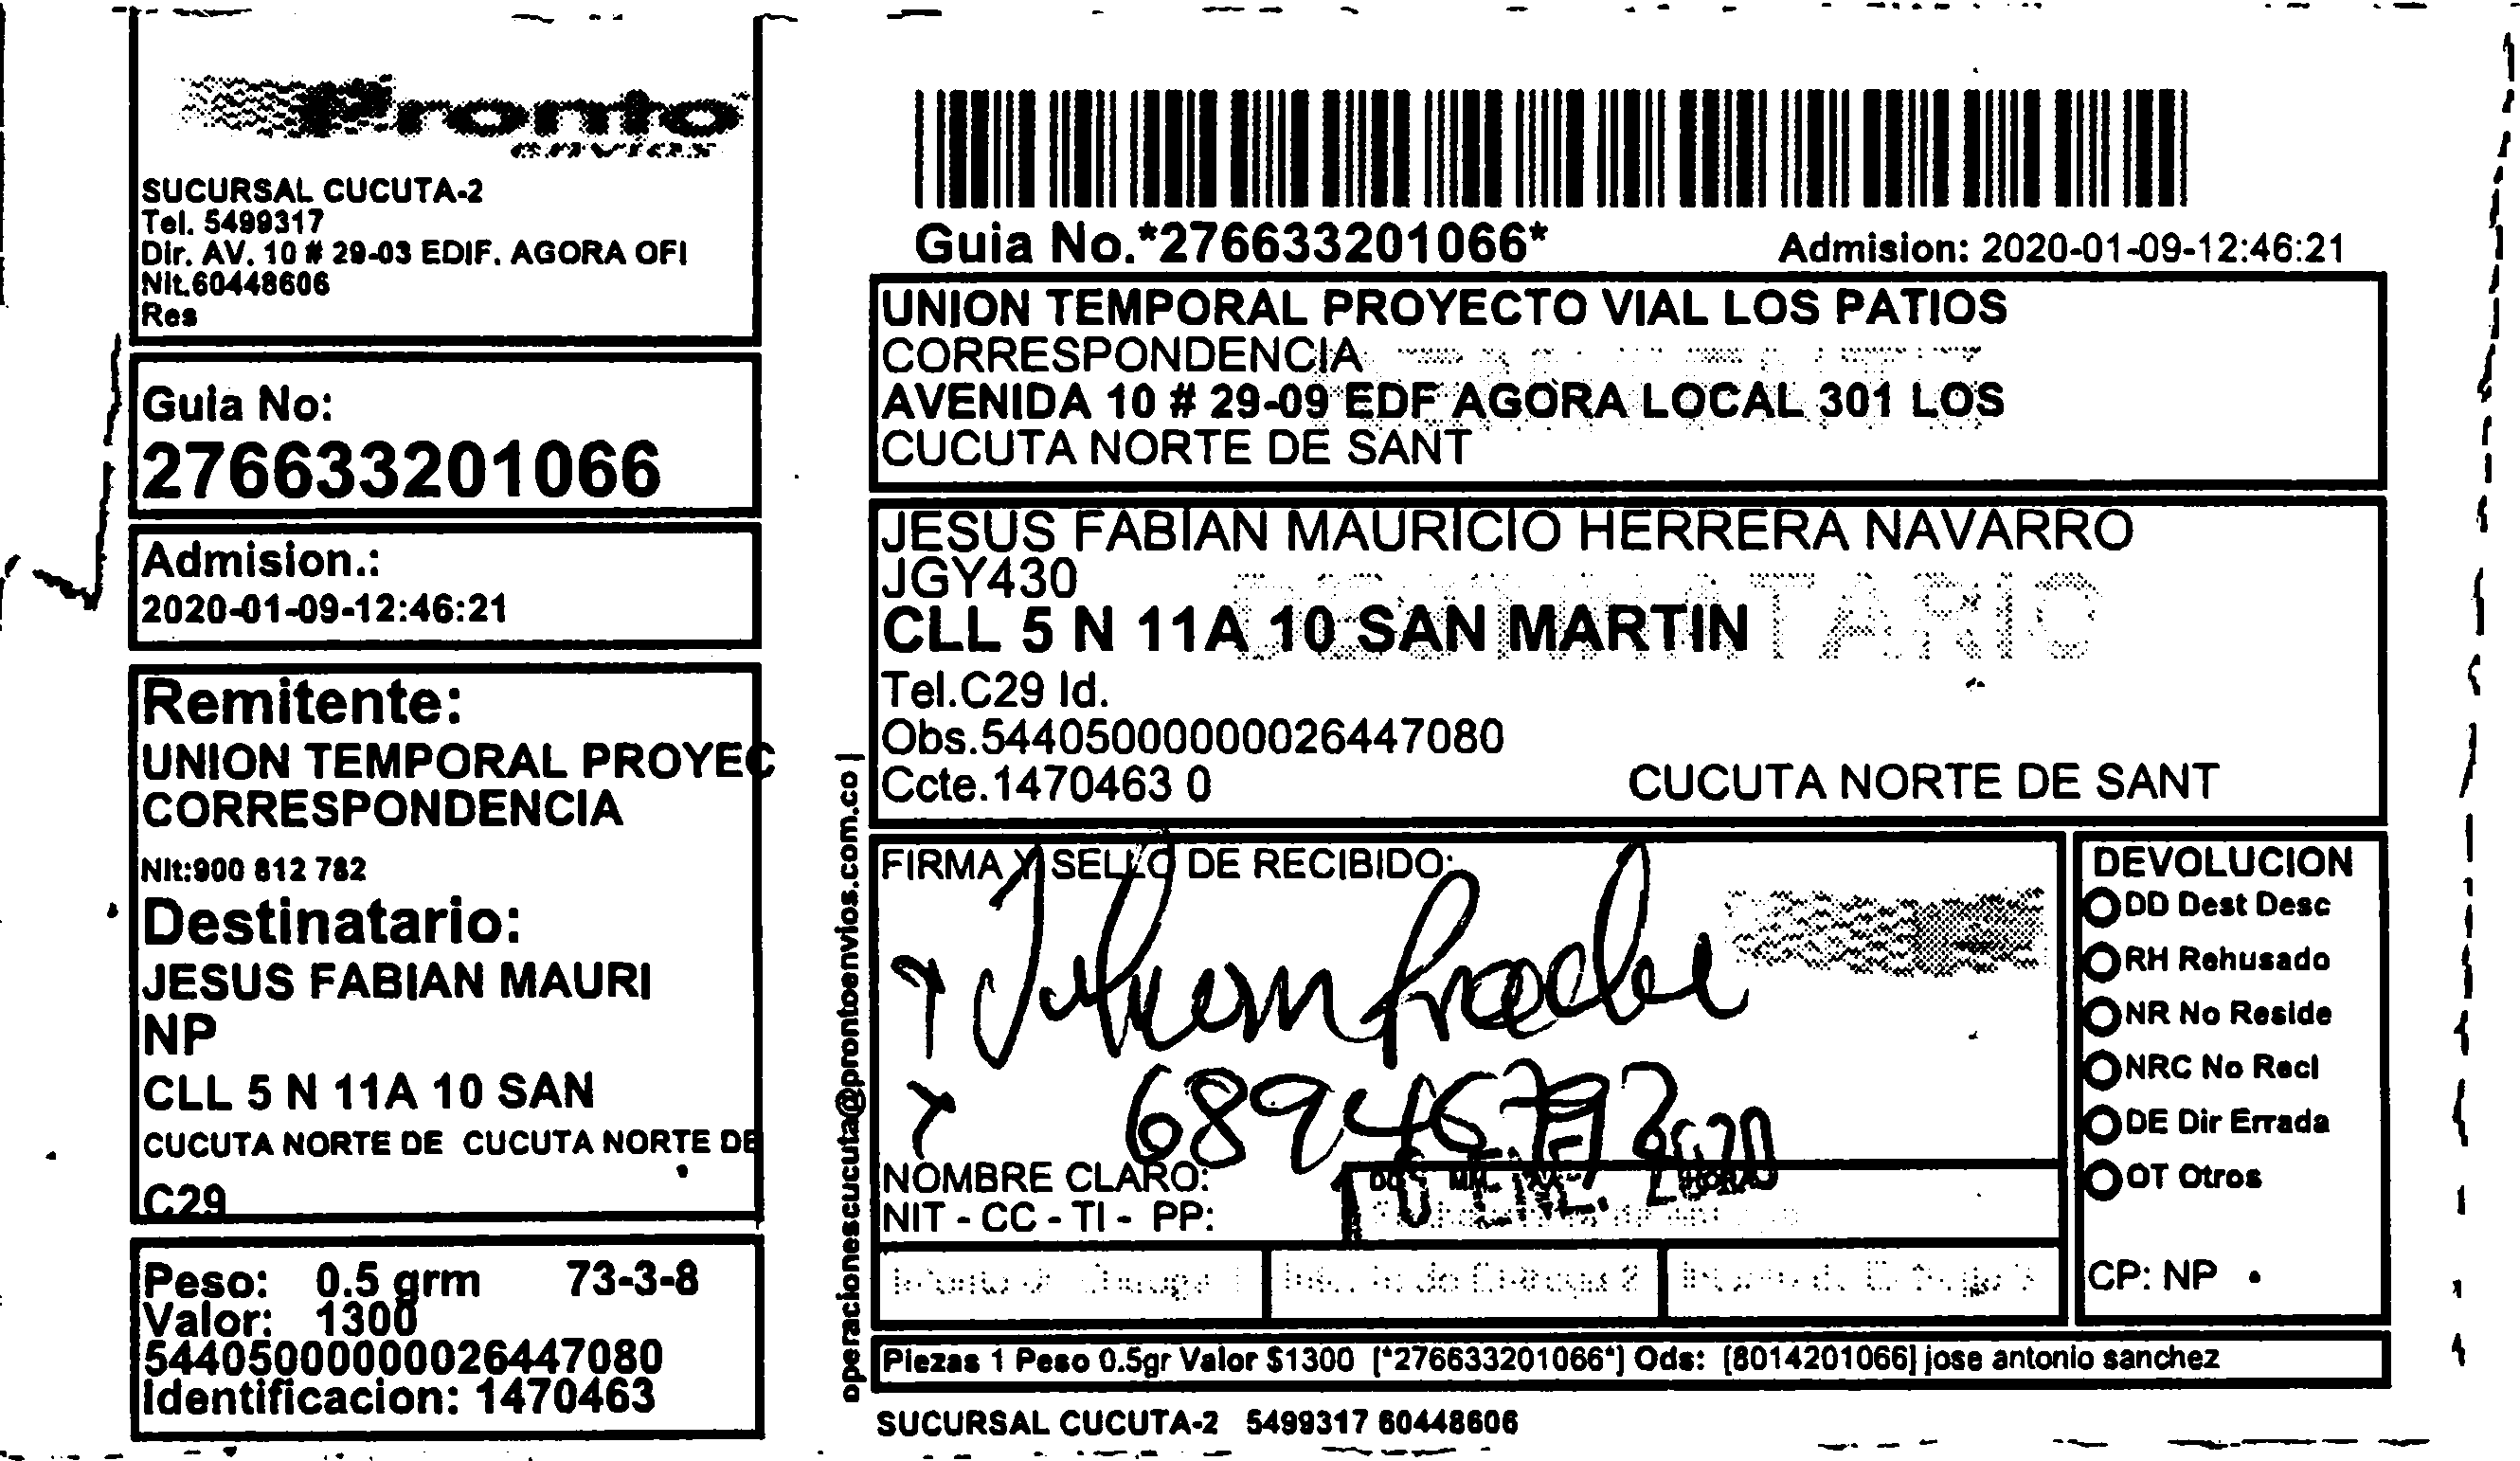 Pronto
envios
SUCURSAL CUCUTA-2
Tel. 5499317
Dir. AV. 10 # 29-03 EDIF. AGORA OFI
Nit.60448606
Res
Guia No:
276633201066
Admision.:
2020-01-09-12:46:21
Remitente:
UNION TEMPORAL PROYEC
CORRESPONDENCIA
Nit:900 812 782
Destinatario:
JESUS FABIAN MAURI
NP
CLL 5 N 11A 10 SAN
CUCUTA NORTE DE CUCUTA NORTE DE
C29
Peso: 0.5 grm 73-3-8
Valor: 1300
544050000000026447080
Identificacion: 1470463
operacionescucuta@prontoenvios.com.co |
Guia No.*276633201066*
Admision: 2020-01-09-12:46:21
UNION TEMPORAL PROYECTO VIAL LOS PATIOS
CORRESPONDENCIA
AVENIDA 10 # 29-09 EDF AGORA LOCAL 301 LOS
CUCUTA NORTE DE SANT
JESUS FABIAN MAURICIO HERRERA NAVARRO
JGY430
DESTINATARIO
CLL 5 N 11A 10 SAN MARTIN
Tel.C29 Id.
Obs.544050000000026447080
Ccte.1470463 0
CUCUTA NORTE DE SANT
FIRMA Y SELLO DE RECIBIDO:
NOMBRE CLARO:
NIT - CC - TI - PP:
10 ENE. 2020
DEVOLUCION
DD Dest Desc
RH Rehusado
NR No Reside
NRC No Recl
DE Dir Errada
OT Otros
CP: NP
Piezas 1 Peso 0.5gr Valor $1300 [*276633201066*] Ods: [8014201066] jose antonio sanchez
SUCURSAL CUCUTA-2 5499317 60448606